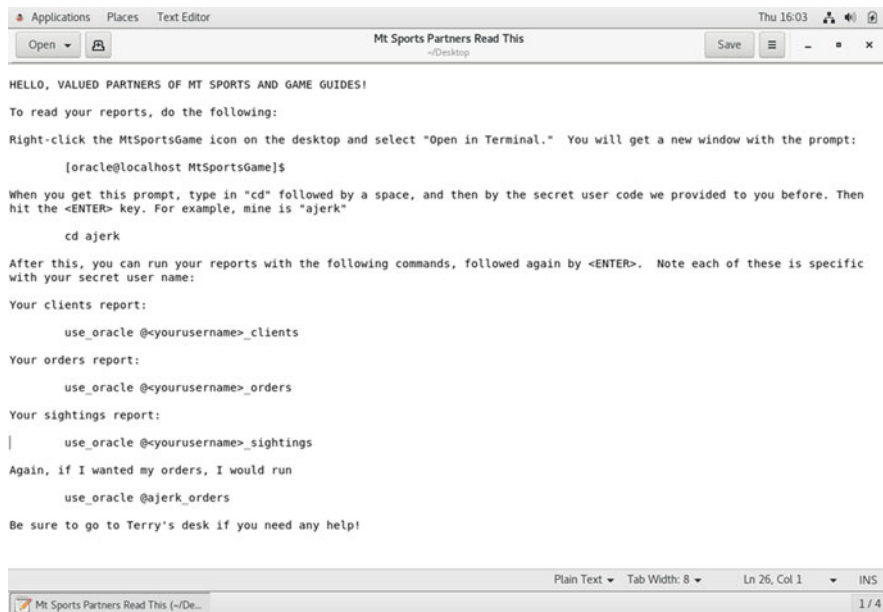 Applications Places Text Editor Thu 16:03
Open Mt Sports Partners Read This Save
~/Desktop
HELLO, VALUED PARTNERS OF MT SPORTS AND GAME GUIDES!
To read your reports, do the following:
Right-click the MtSportsGame icon on the desktop and select "Open in Terminal." You will get a new window with the prompt:
[oracle@localhost MtSportsGame]$
When you get this prompt, type in "cd" followed by a space, and then by the secret user code we provided to you before. Then
hit the <ENTER> key. For example, mine is "ajerk"
cd ajerk
After this, you can run your reports with the following commands, followed again by <ENTER>. Note each of these is specific
with your secret user name:
Your clients report:
use_oracle @<yourusername>_clients
Your orders report:
use_oracle @<yourusername>_orders
Your sightings report:
use_oracle @<yourusername>_sightings
Again, if I wanted my orders, I would run
use_oracle @ajerk_orders
Be sure to go to Terry's desk if you need any help!
Plain Text Tab Width: 8 Ln 26, Col 1 INS
Mt Sports Partners Read This (~/De... 1 / 4